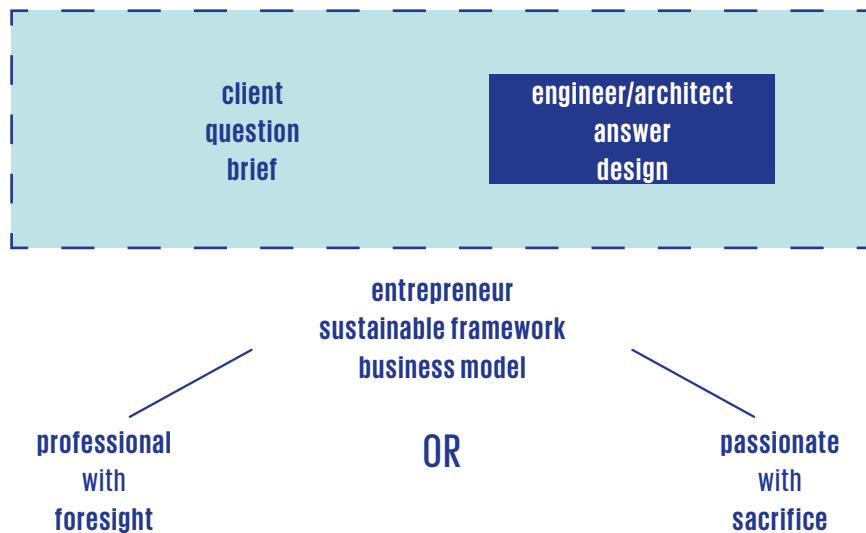 client
question
brief
engineer/architect
answer
design
entrepreneur
sustainable framework
business model
professional
with
foresight
OR
passionate
with
sacrifice